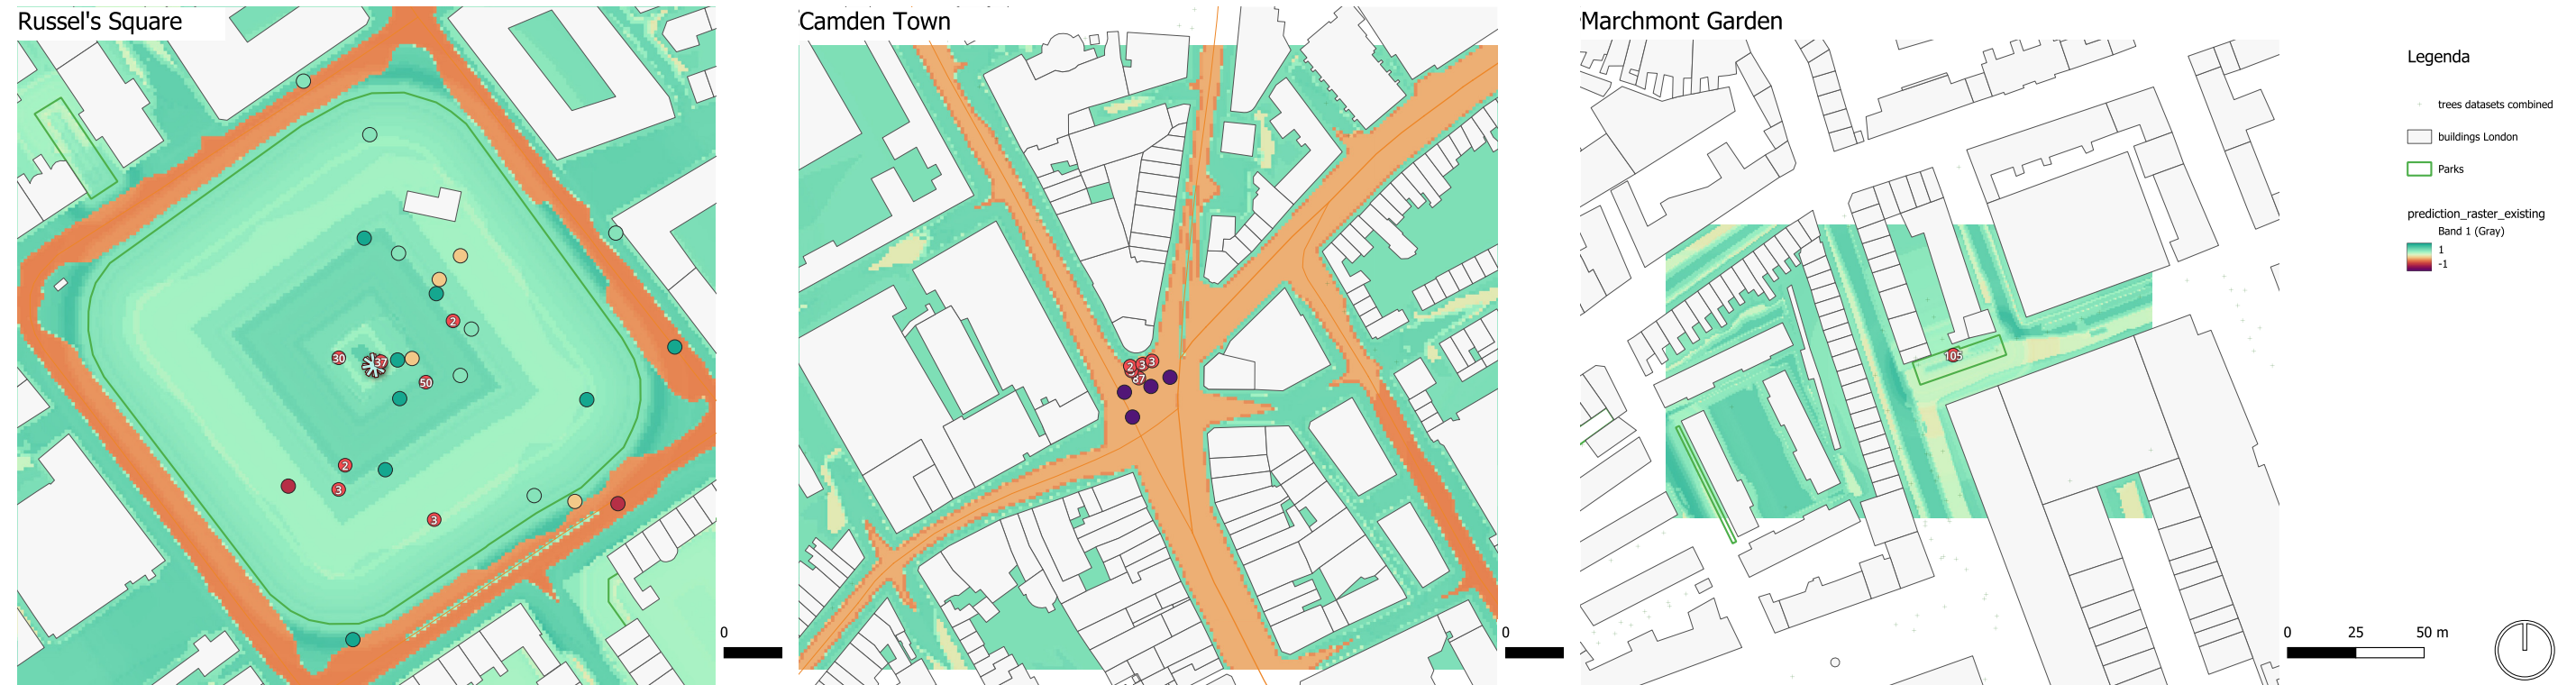 Russel's Square
Camden Town
Marchmont Garden
Legenda
trees datasets combined
buildings London
Parks
prediction_raster_existing
Band 1 (Gray)
1
-1
2
30
37
50
2
3
3
2
3
3
87
105
0
0
0 25 50 m